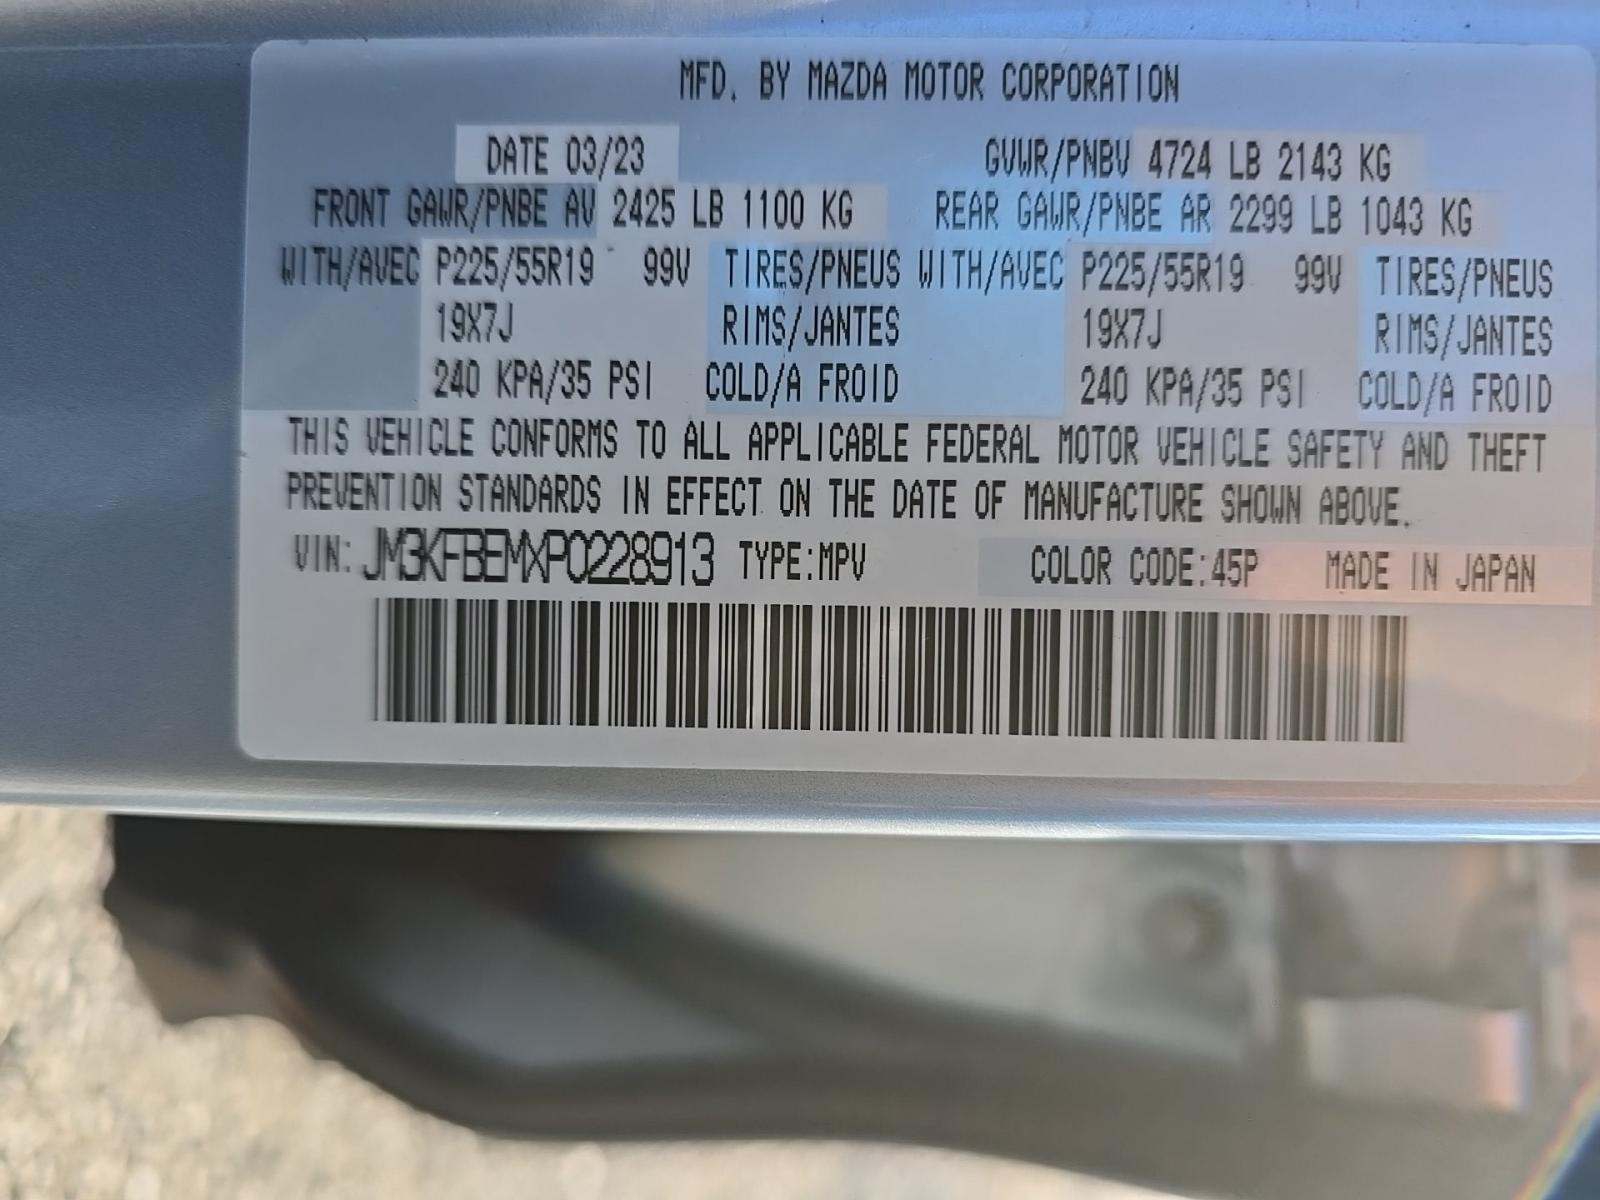 MFD. BY MAZDA MOTOR CORPORATION
DATE 03/23 GVWR/PNBV 4724 LB 2143 KG
FRONT GAWR/PNBE AV 2425 LB 1100 KG REAR GAWR/PNBE AR 2299 LB 1043 KG
WITH/AVEC P225/55R19 99V TIRES/PNEUS WITH/AVEC P225/55R19 99V TIRES/PNEUS
19X7J RIMS/JANTES 19X7J RIMS/JANTES
240 KPA/35 PSI COLD/A FROID 240 KPA/35 PSI COLD/A FROID
THIS VEHICLE CONFORMS TO ALL APPLICABLE FEDERAL MOTOR VEHICLE SAFETY AND THEFT
PREVENTION STANDARDS IN EFFECT ON THE DATE OF MANUFACTURE SHOWN ABOVE.
VIN: JM3KFBEMXP0228913 TYPE:MPV COLOR CODE:45P MADE IN JAPAN